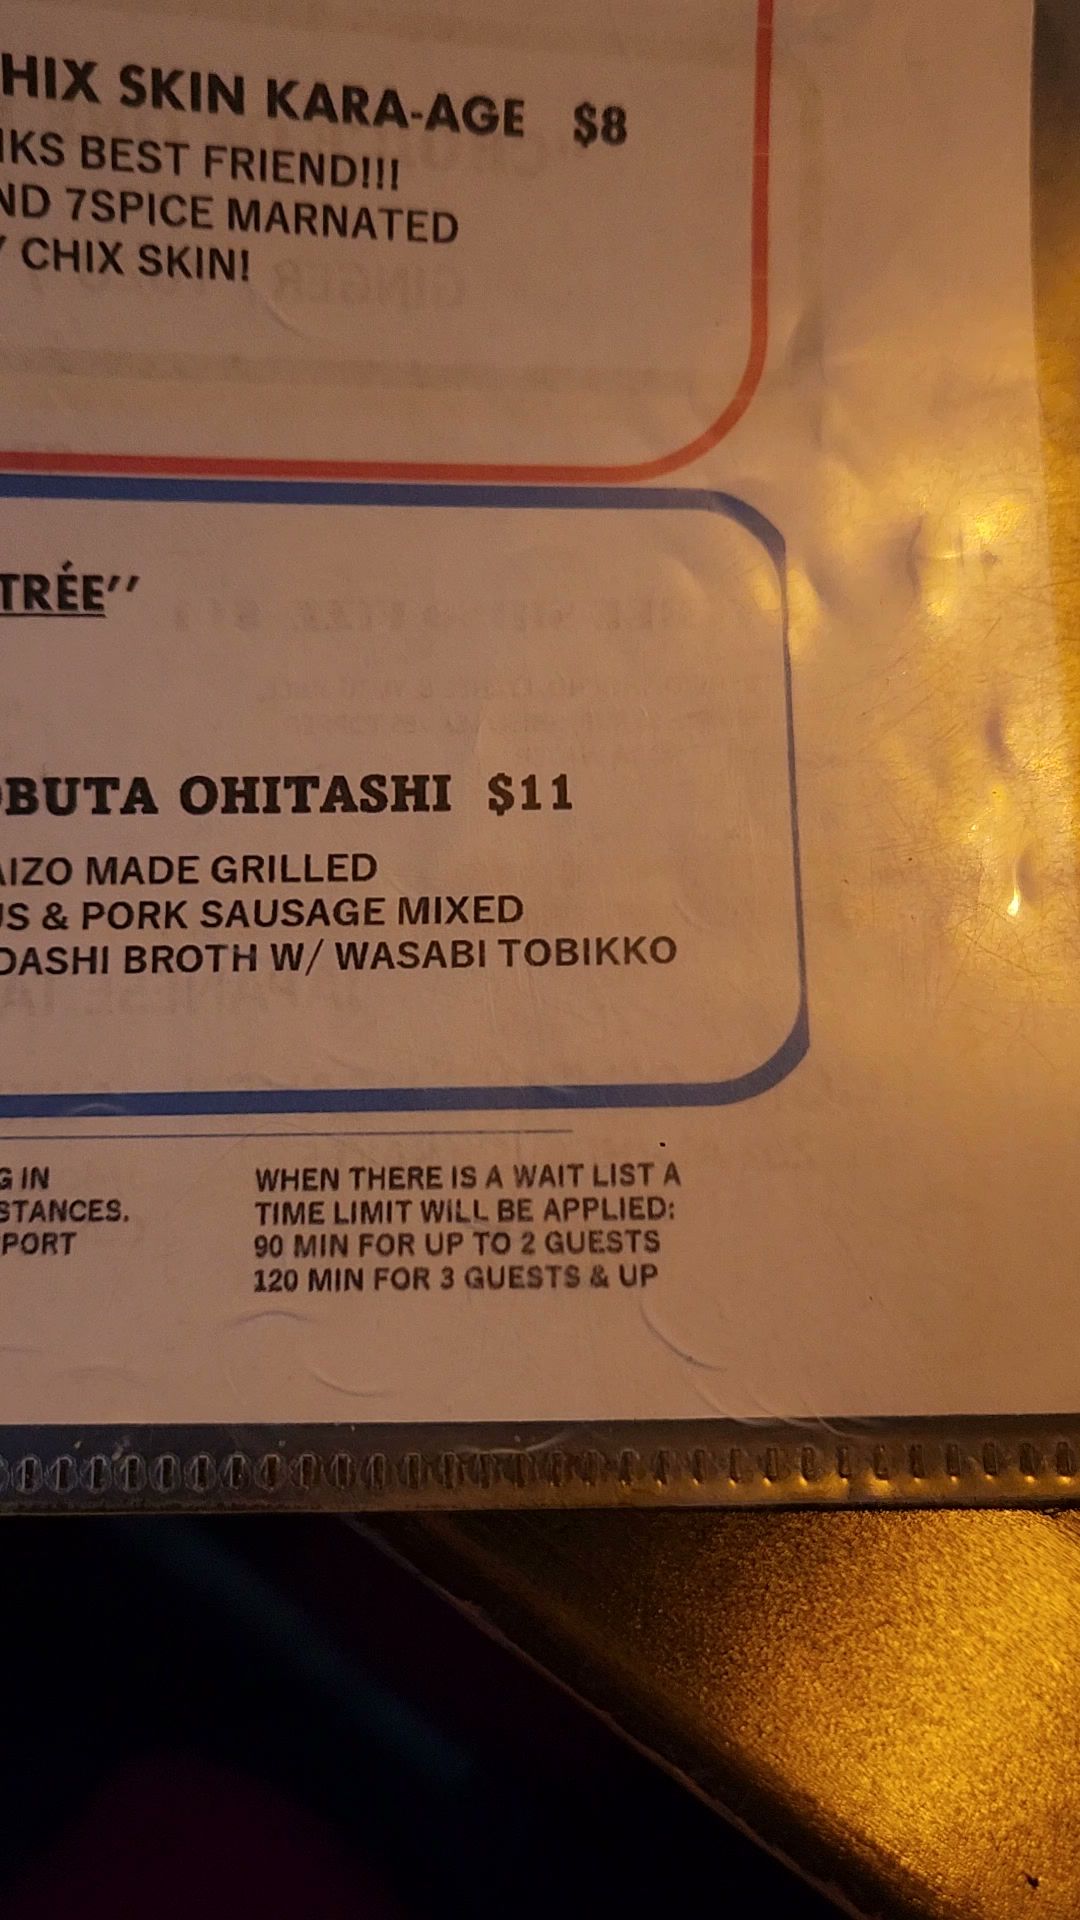 HIX SKIN KARA-AGE $8
KS BEST FRIEND!!!
ND 7SPICE MARNATED
CHIX SKIN!
TRÉE''
BUTA OHITASHI $11
AIZO MADE GRILLED
US & PORK SAUSAGE MIXED
DASHI BROTH W/ WASABI TOBIKKO
G IN
STANCES.
PORT
WHEN THERE IS A WAIT LIST A
TIME LIMIT WILL BE APPLIED:
90 MIN FOR UP TO 2 GUESTS
120 MIN FOR 3 GUESTS & UP